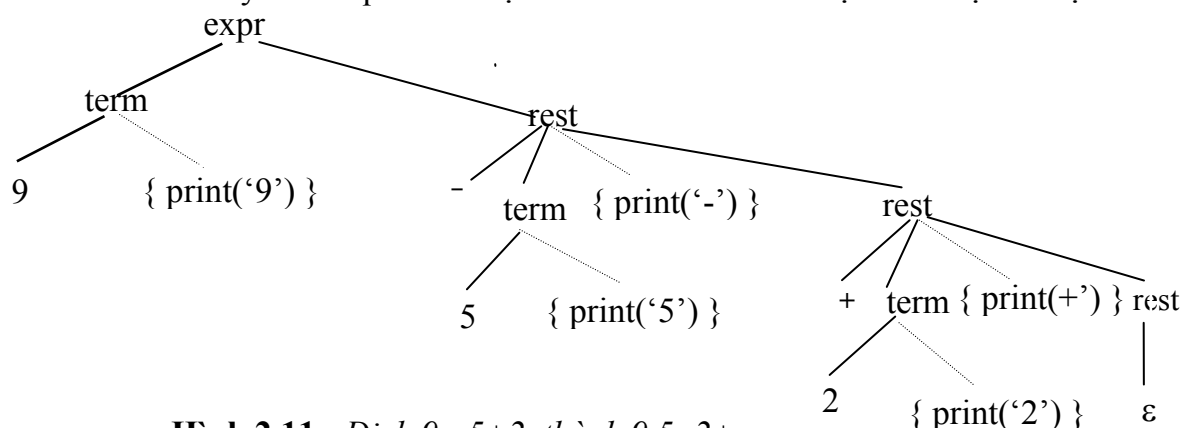 expr
term
rest
9 { print(‘9’) } - term { print(‘-’) } rest
5 { print(‘5’) } + term { print(+’) } rest
2 { print(‘2’) } ε